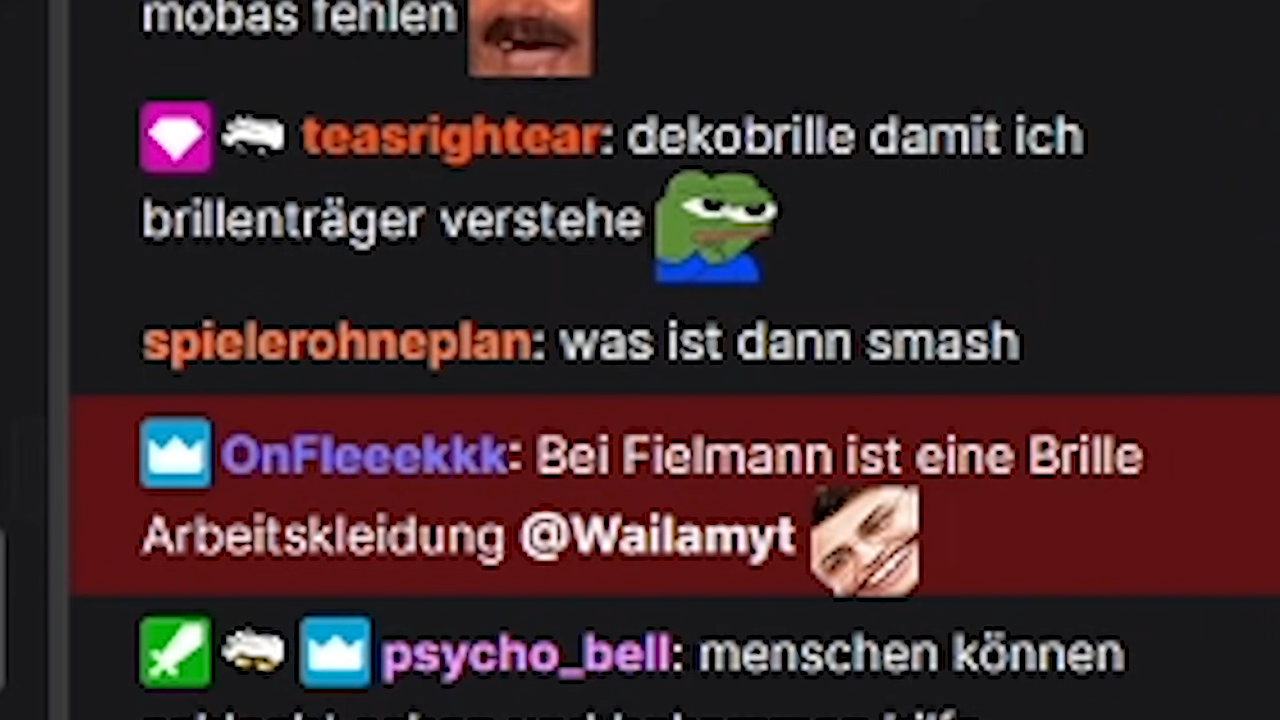 mobas fehlen
teasrightear: dekobrille damit ich
brillenträger verstehe
spielerohneplan: was ist dann smash
OnFleeekkk: Bei Fielmann ist eine Brille
Arbeitskleidung @Wailamyt
psycho_bell: menschen können